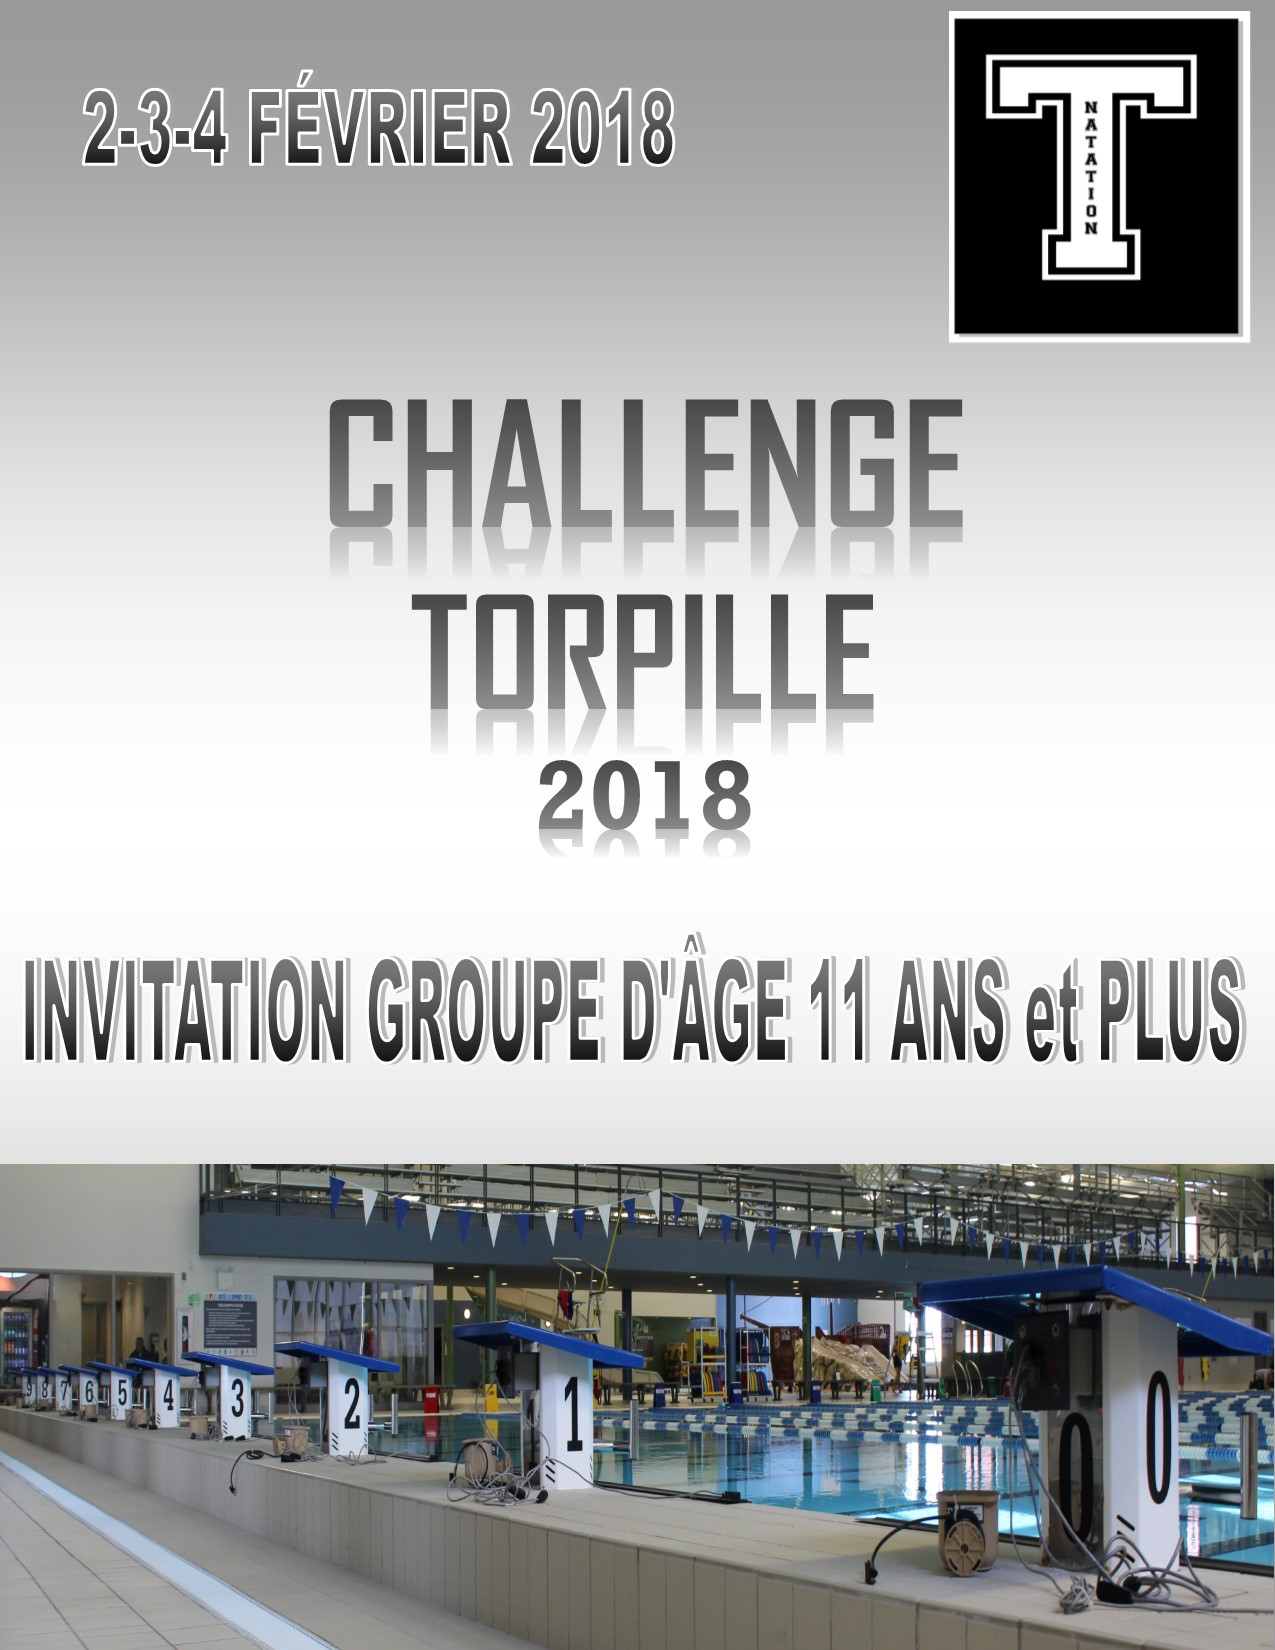 2-3-4 FÉVRIER 2018
T
NATATION
CHALLENGE
TORPILLE
2018
INVITATION GROUPE D'ÂGE 11 ANS et PLUS
9 8 7 6 5 4 3 2 1 0 0